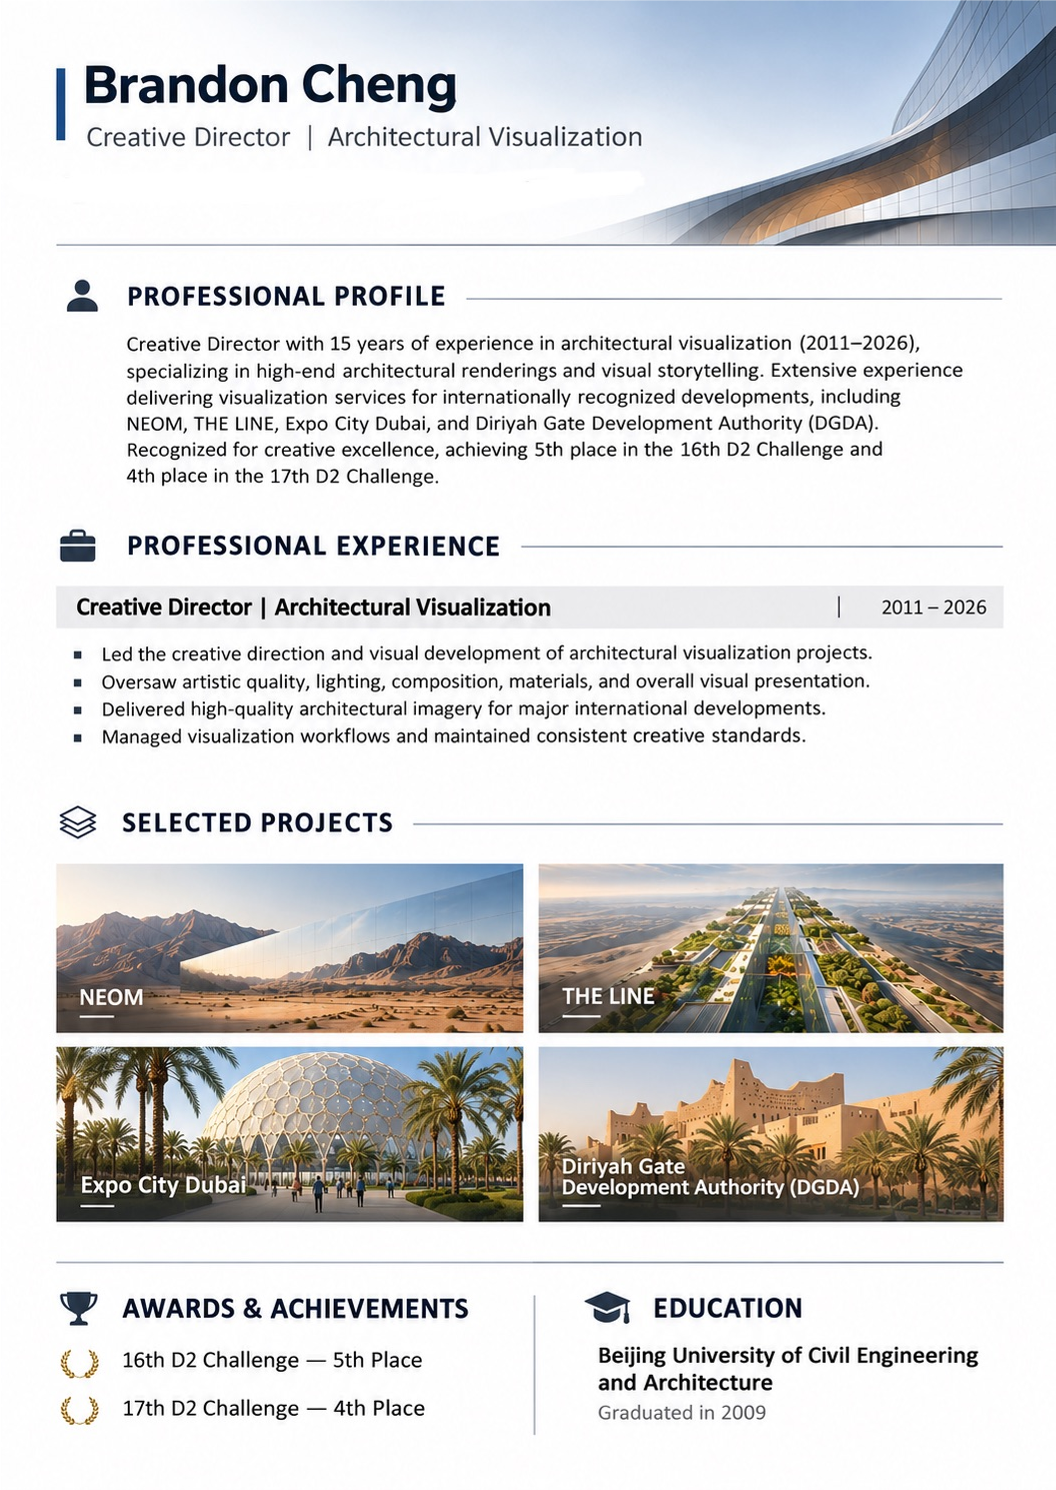 Brandon Cheng
Creative Director | Architectural Visualization
PROFESSIONAL PROFILE
Creative Director with 15 years of experience in architectural visualization (2011–2026),
specializing in high-end architectural renderings and visual storytelling. Extensive experience
delivering visualization services for internationally recognized developments, including
NEOM, THE LINE, Expo City Dubai, and Diriyah Gate Development Authority (DGDA).
Recognized for creative excellence, achieving 5th place in the 16th D2 Challenge and
4th place in the 17th D2 Challenge.
PROFESSIONAL EXPERIENCE
Creative Director | Architectural Visualization | 2011 – 2026
▪ Led the creative direction and visual development of architectural visualization projects.
▪ Oversaw artistic quality, lighting, composition, materials, and overall visual presentation.
▪ Delivered high-quality architectural imagery for major international developments.
▪ Managed visualization workflows and maintained consistent creative standards.
SELECTED PROJECTS
NEOM
THE LINE
Expo City Dubai
Diriyah Gate
Development Authority (DGDA)
AWARDS & ACHIEVEMENTS
16th D2 Challenge — 5th Place
17th D2 Challenge — 4th Place
EDUCATION
Beijing University of Civil Engineering
and Architecture
Graduated in 2009